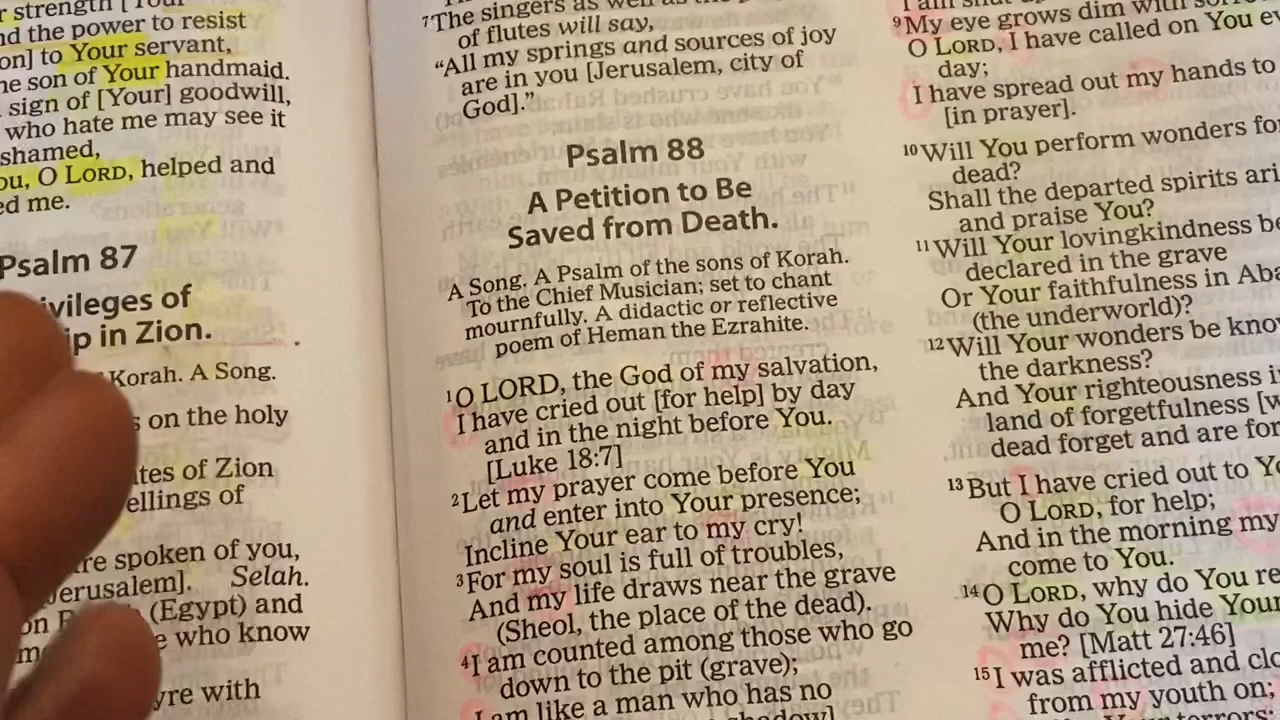 r strength [
nd the power to resist
on] to Your servant,
he son of Your handmaid.
sign of [Your] goodwill,
who hate me may see it
shamed,
ou, O LORD, helped and
ed me.
Psalm 87
ivileges of
ip in Zion.
Korah. A Song.
s on the holy
ates of Zion
ellings of
re spoken of you,
Jerusalem]. Selah.
on (Egypt) and
who know
yre with
7The singers as well as the
of flutes will say,
“All my springs and sources of joy
are in you [Jerusalem, city of
God].”
Psalm 88
A Petition to Be
Saved from Death.
A Song. A Psalm of the sons of Korah.
To the Chief Musician; set to chant
mournfully. A didactic or reflective
poem of Heman the Ezrahite.
1O LORD, the God of my salvation,
I have cried out [for help] by day
and in the night before You.
[Luke 18:7]
2Let my prayer come before You
and enter into Your presence;
Incline Your ear to my cry!
3For my soul is full of troubles,
And my life draws near the grave
(Sheol, the place of the dead).
4I am counted among those who go
down to the pit (grave);
I am like a man who has no
9My eye grows dim with
O LORD, I have called on You ev
day;
I have spread out my hands to
[in prayer].
10Will You perform wonders for
dead?
Shall the departed spirits ari
and praise You?
11Will Your lovingkindness be
declared in the grave
Or Your faithfulness in Aba
(the underworld)?
12Will Your wonders be know
the darkness?
And Your righteousness i
land of forgetfulness [w
dead forget and are for
13But I have cried out to Yo
O LORD, for help;
And in the morning my
come to You.
14O LORD, why do You re
Why do You hide Your
me? [Matt 27:46]
15I was afflicted and clo
from my youth on;